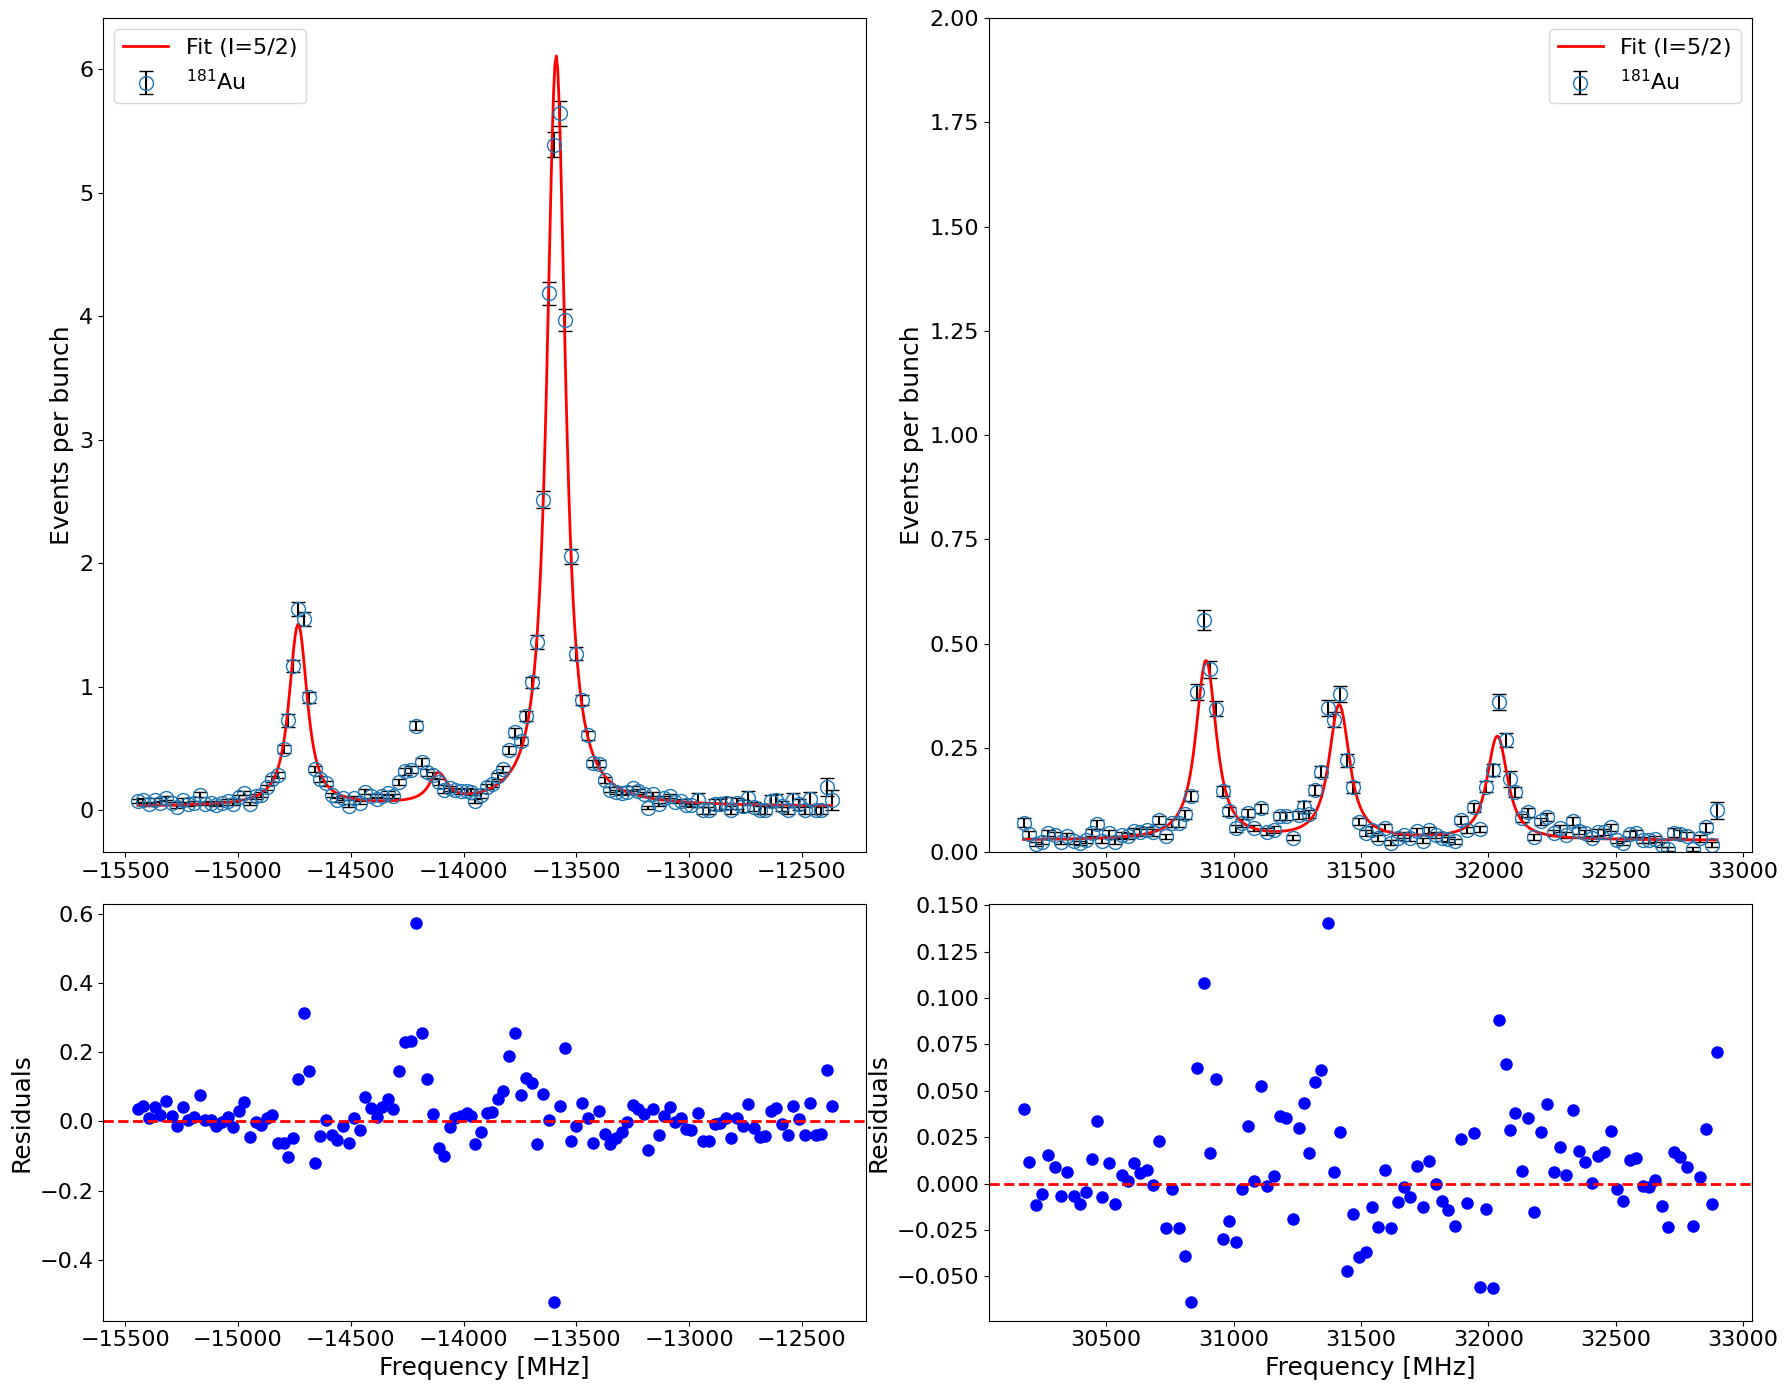 Fit (I=5/2)
¹⁸¹Au
Events per bunch
6
5
4
3
2
1
0
−15500 −15000 −14500 −14000 −13500 −13000 −12500
Fit (I=5/2)
¹⁸¹Au
Events per bunch
2.00
1.75
1.50
1.25
1.00
0.75
0.50
0.25
0.00
30500 31000 31500 32000 32500 33000
Residuals
0.6
0.4
0.2
0.0
−0.2
−0.4
−15500 −15000 −14500 −14000 −13500 −13000 −12500
Frequency [MHz]
Residuals
0.150
0.125
0.100
0.075
0.050
0.025
0.000
−0.025
−0.050
30500 31000 31500 32000 32500 33000
Frequency [MHz]